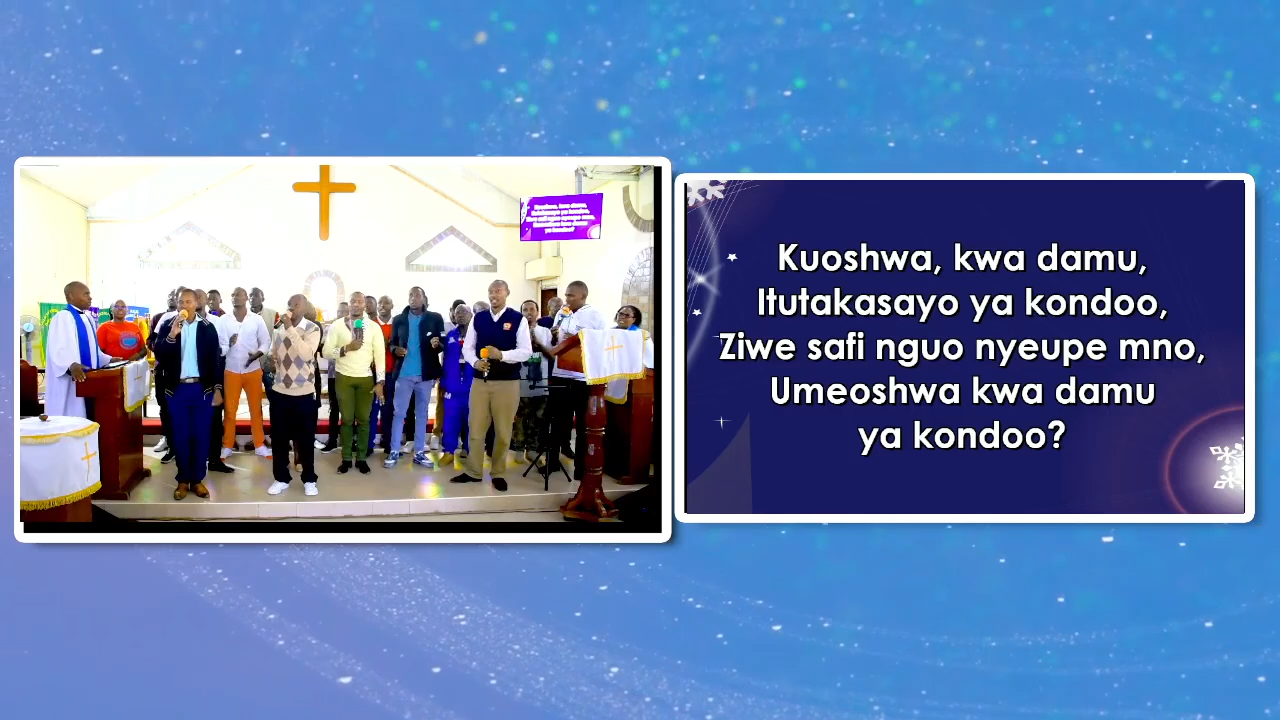 Kuoshwa, kwa damu,
Itutakasayo ya kondoo,
Ziwe safi nguo nyeupe mno,
Umeoshwa kwa damu
ya kondoo?